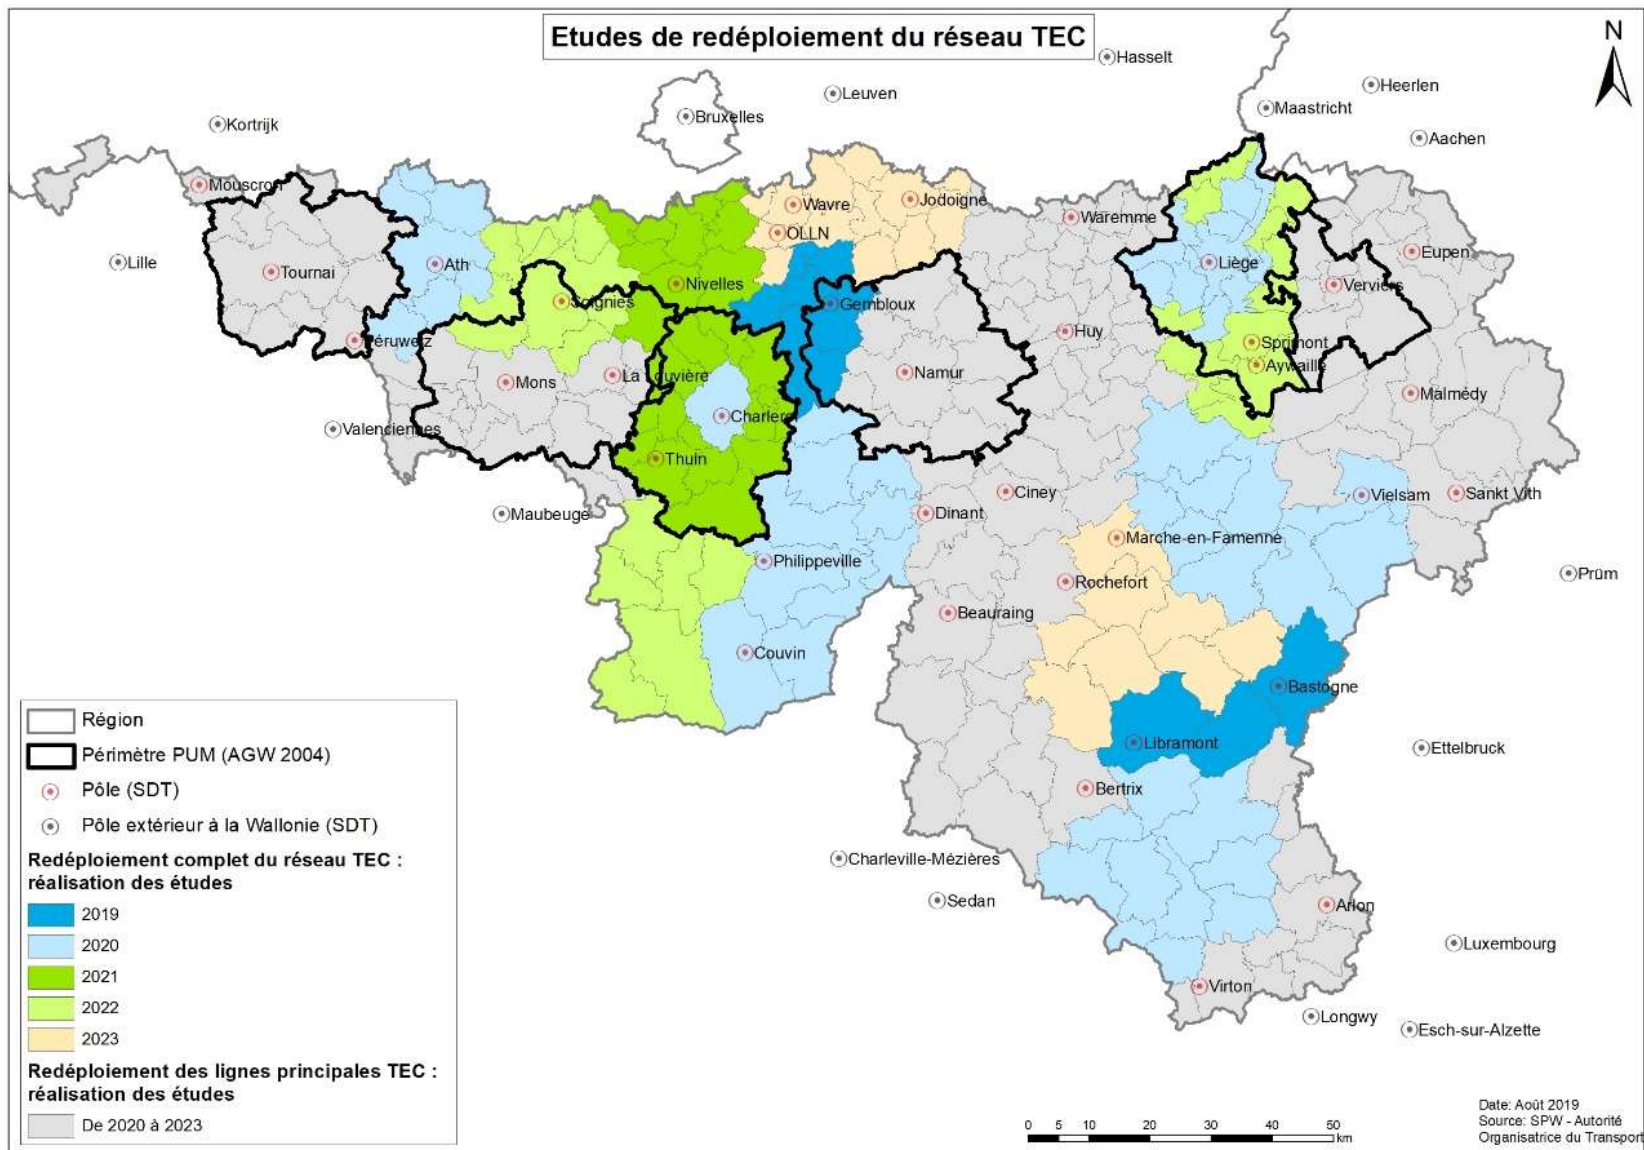 Etudes de redéploiement du réseau TEC
N
Hasselt
Heerlen
Leuven
Maastricht
Bruxelles
Kortrijk
Aachen
Mouscron
Wavre
Jodoigne
Waremme
OLLN
Eupen
Lille
Tournai
Ath
Liège
Nivelles
Verviers
Soignies
Gembloux
Huy
Péruwelz
Sprimont
Aywaille
Mons
La Louvière
Namur
Malmédy
Charleroi
Valenciennes
Thuin
Ciney
Vielsam
Sankt Vith
Maubeuge
Dinant
Marche-en-Famenne
Philippeville
Rochefort
Prüm
Beauraing
Couvin
Bastogne
Libramont
Ettelbruck
Bertrix
Charleville-Mézières
Sedan
Arlon
Luxembourg
Virton
Longwy
Esch-sur-Alzette
Région
Périmètre PUM (AGW 2004)
Pôle (SDT)
Pôle extérieur à la Wallonie (SDT)
Redéploiement complet du réseau TEC :
réalisation des études
2019
2020
2021
2022
2023
Redéploiement des lignes principales TEC :
réalisation des études
De 2020 à 2023
0 5 10 20 30 40 50
km
Date: Août 2019
Source: SPW - Autorité
Organisatrice du Transport